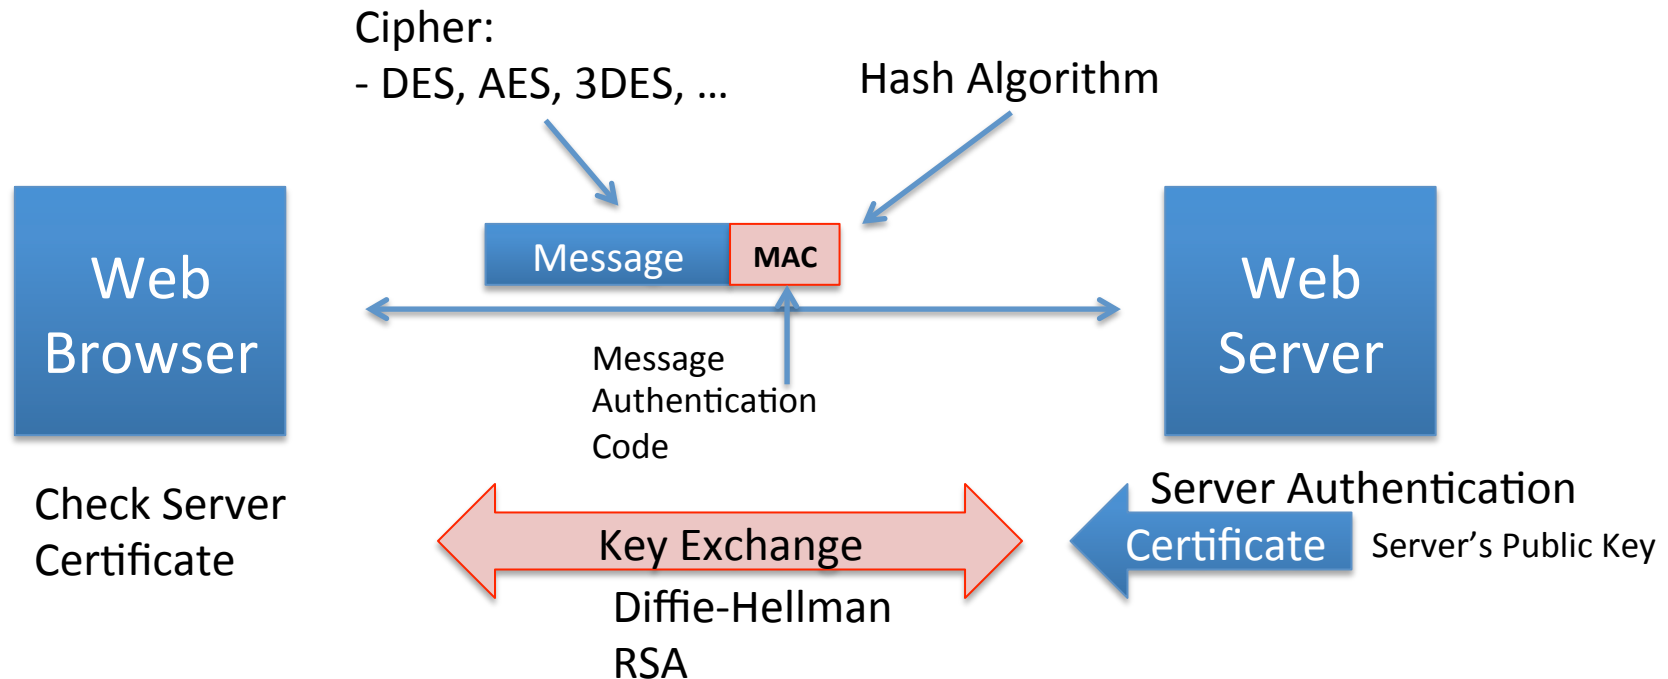 Cipher:
- DES, AES, 3DES, ...
Hash Algorithm
Web
Browser
Message
MAC
Web
Server
Message
Authentication
Code
Check Server
Certificate
Key Exchange
Diffie-Hellman
RSA
Server Authentication
Certificate
Server’s Public Key